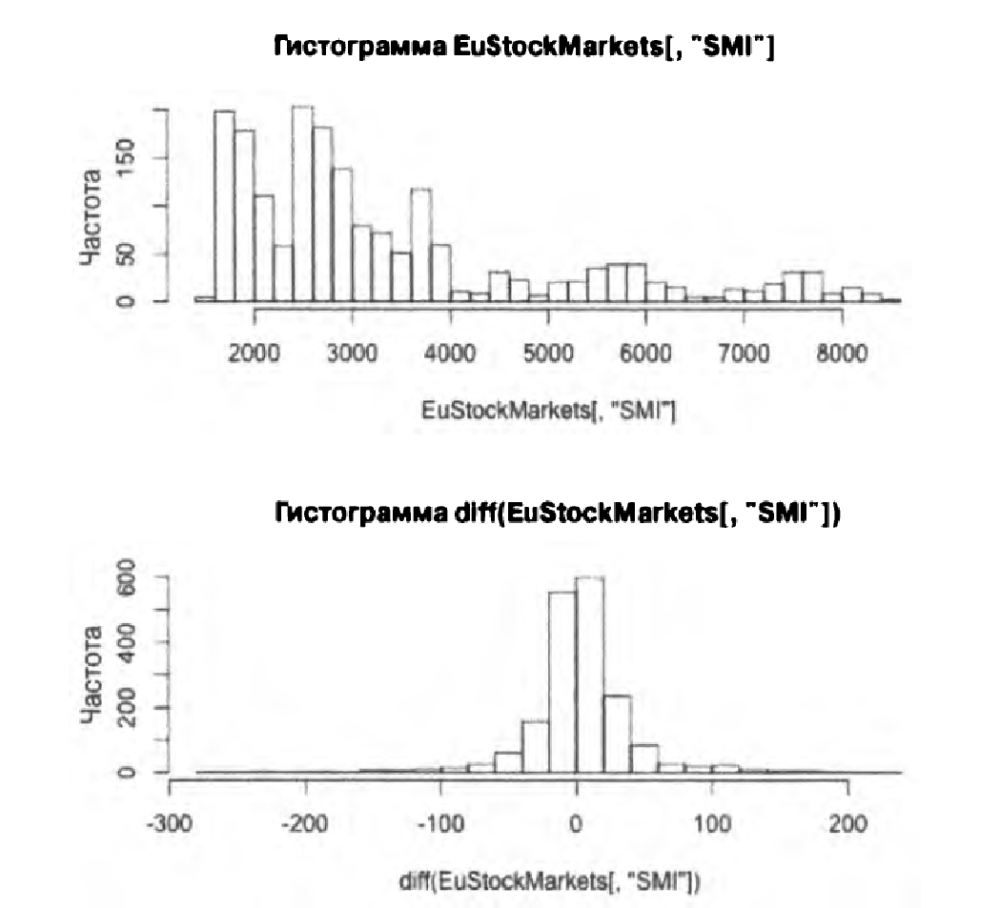 Гистограмма EuStockMarkets[, "SMI"]
Частота
150
50
0
2000 3000 4000 5000 6000 7000 8000
EuStockMarkets[, "SMI"]
Гистограмма diff(EuStockMarkets[, "SMI"])
Частота
600
400
200
0
-300 -200 -100 0 100 200
diff(EuStockMarkets[, "SMI"])